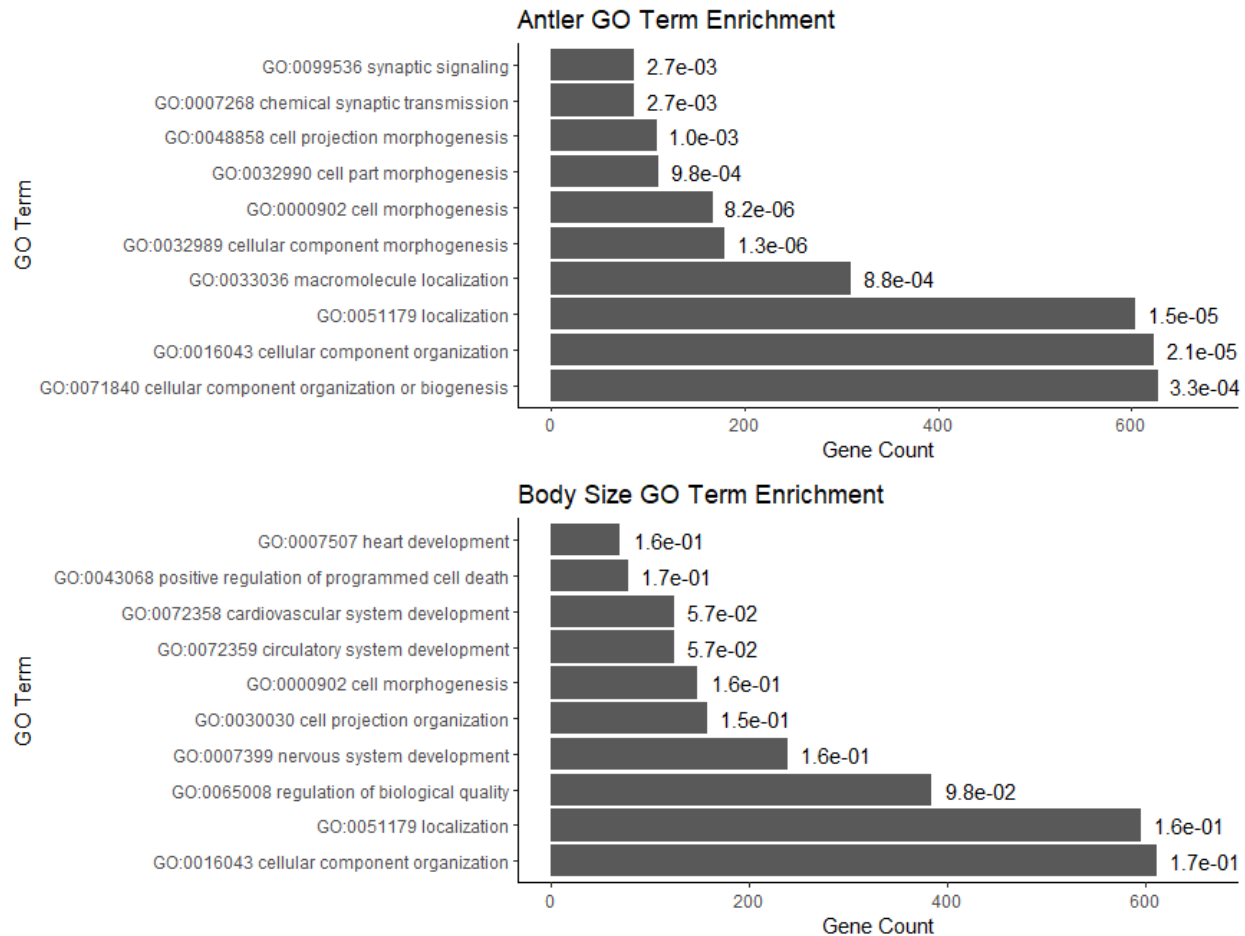 Antler GO Term Enrichment
GO Term
GO:0099536 synaptic signaling 2.7e-03
GO:0007268 chemical synaptic transmission 2.7e-03
GO:0048858 cell projection morphogenesis 1.0e-03
GO:0032990 cell part morphogenesis 9.8e-04
GO:0000902 cell morphogenesis 8.2e-06
GO:0032989 cellular component morphogenesis 1.3e-06
GO:0033036 macromolecule localization 8.8e-04
GO:0051179 localization 1.5e-05
GO:0016043 cellular component organization 2.1e-05
GO:0071840 cellular component organization or biogenesis 3.3e-04
0 200 400 600
Gene Count
Body Size GO Term Enrichment
GO Term
GO:0007507 heart development 1.6e-01
GO:0043068 positive regulation of programmed cell death 1.7e-01
GO:0072358 cardiovascular system development 5.7e-02
GO:0072359 circulatory system development 5.7e-02
GO:0000902 cell morphogenesis 1.6e-01
GO:0030030 cell projection organization 1.5e-01
GO:0007399 nervous system development 1.6e-01
GO:0065008 regulation of biological quality 9.8e-02
GO:0051179 localization 1.6e-01
GO:0016043 cellular component organization 1.7e-01
0 200 400 600
Gene Count